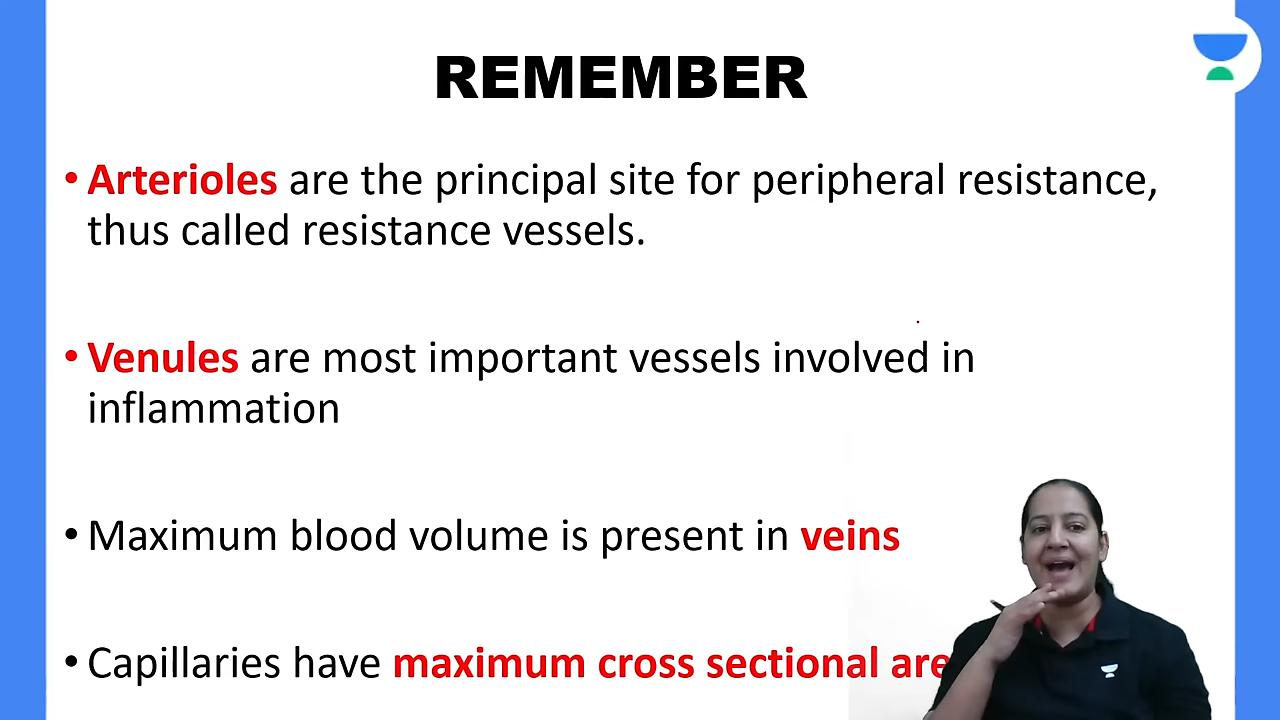 REMEMBER
• Arterioles are the principal site for peripheral resistance,
thus called resistance vessels.
• Venules are most important vessels involved in
inflammation
• Maximum blood volume is present in veins
• Capillaries have maximum cross sectional